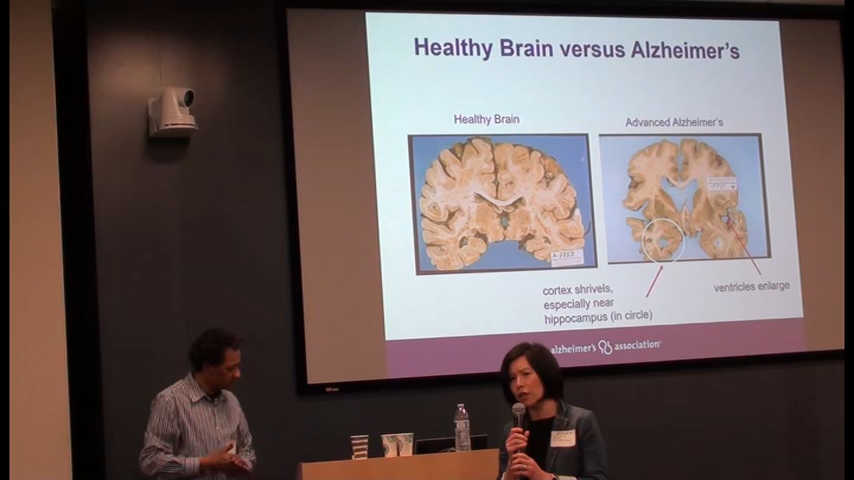 Healthy Brain versus Alzheimer's
Healthy Brain
Advanced Alzheimer's
cortex shrivels,
especially near
hippocampus (in circle)
ventricles enlarge
alzheimer's association®